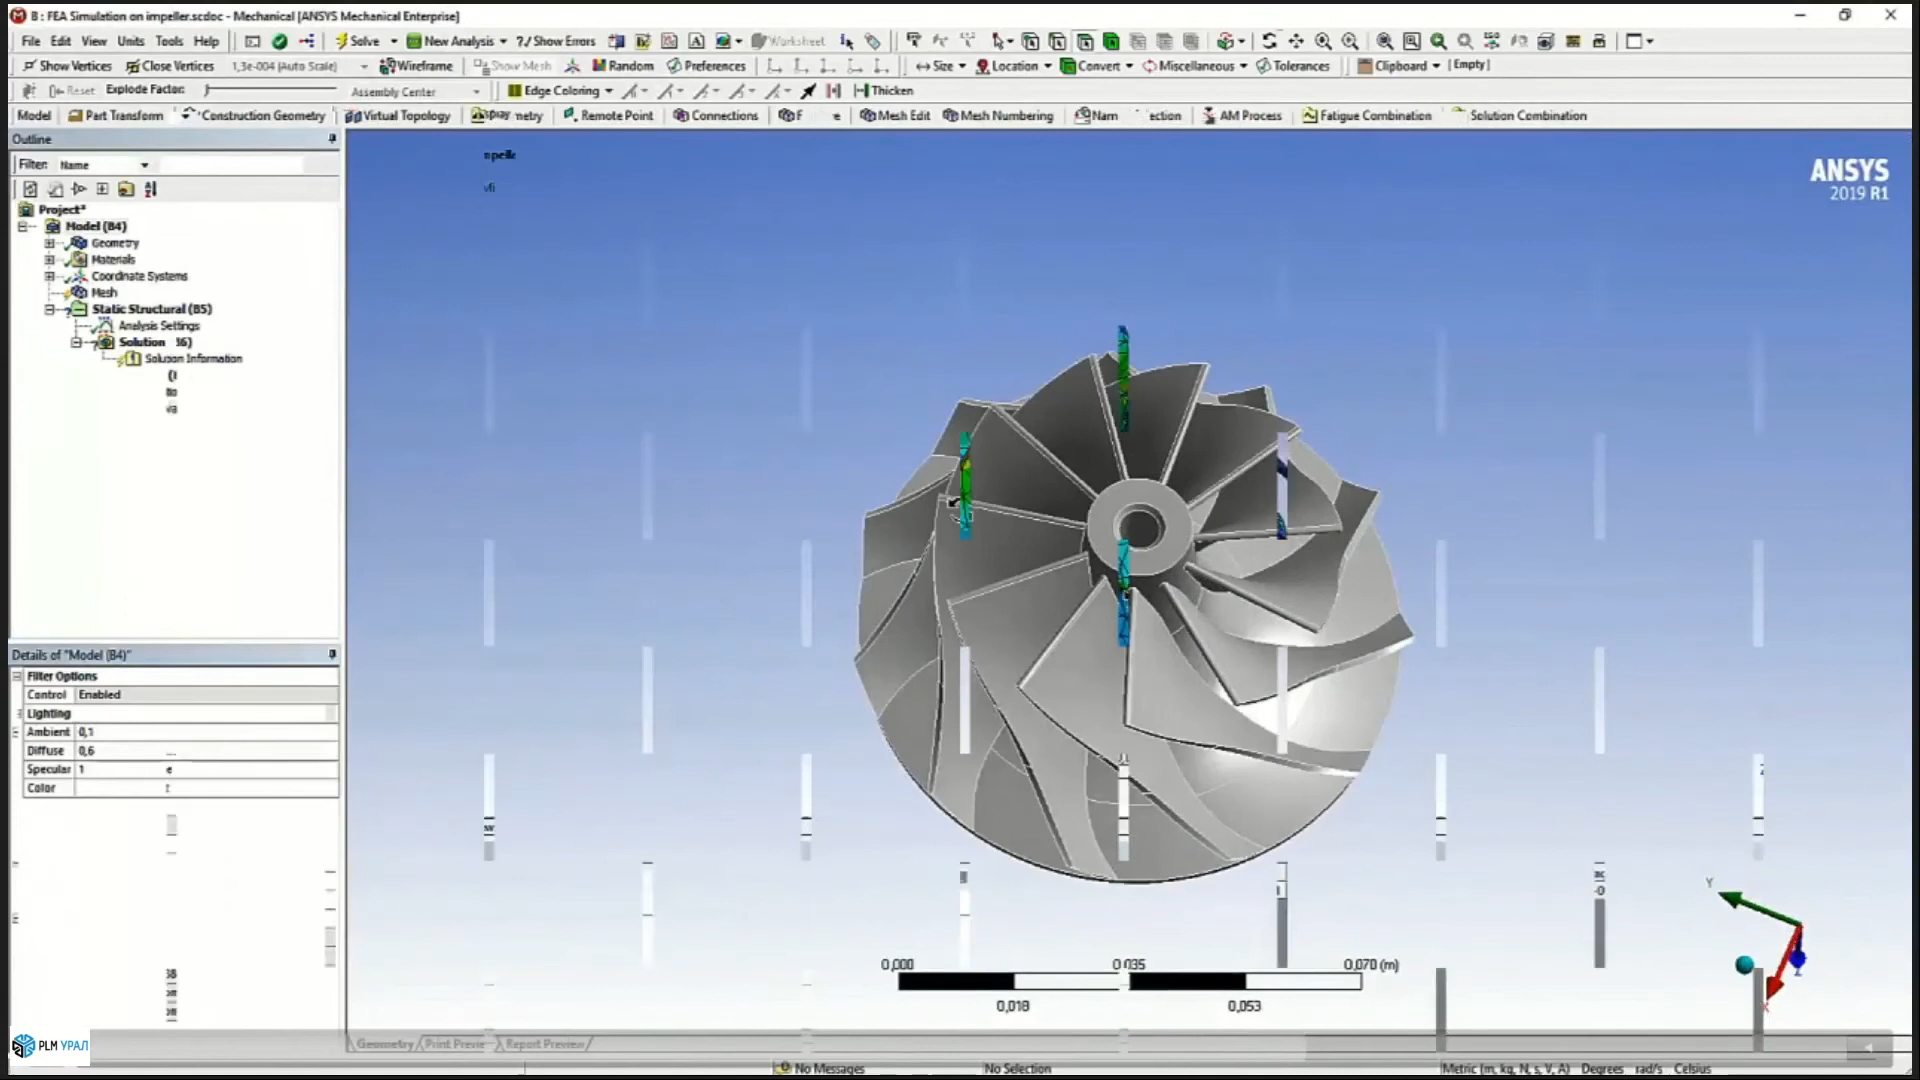 B : FEA Simulation on impeller.scdoc - Mechanical [ANSYS Mechanical Enterprise]
File Edit View Units Tools Help Solve New Analysis ?/ Show Errors Worksheet
Show Vertices Close Vertices 1,3e-004 (Auto Scale) Wireframe Show Mesh Random Preferences Size Location Convert Miscellaneous Tolerances Clipboard [Empty]
Reset Explode Factor: Assembly Center Edge Coloring Thicken
Model Part Transform Construction Geometry Virtual Topology Remote Point Connections Mesh Edit Mesh Numbering AM Process Fatigue Combination Solution Combination
Outline
Filter: Name
Project*
Model (B4)
Geometry
Materials
Coordinate Systems
Mesh
Static Structural (B5)
Analysis Settings
Solution
Solution Information
ANSYS
2019 R1
Details of "Model (B4)"
Filter Options
Control Enabled
Lighting
Ambient 0,1
Diffuse 0,6
Specular 1
Color
Y
Z
X
0,000 0,035 0,070 (m)
0,018 0,053
PLM УРАЛ
Geometry Print Previe Report Preview
No Messages No Selection Metric (m, kg, N, s, V, A) Degrees rad/s Celsius